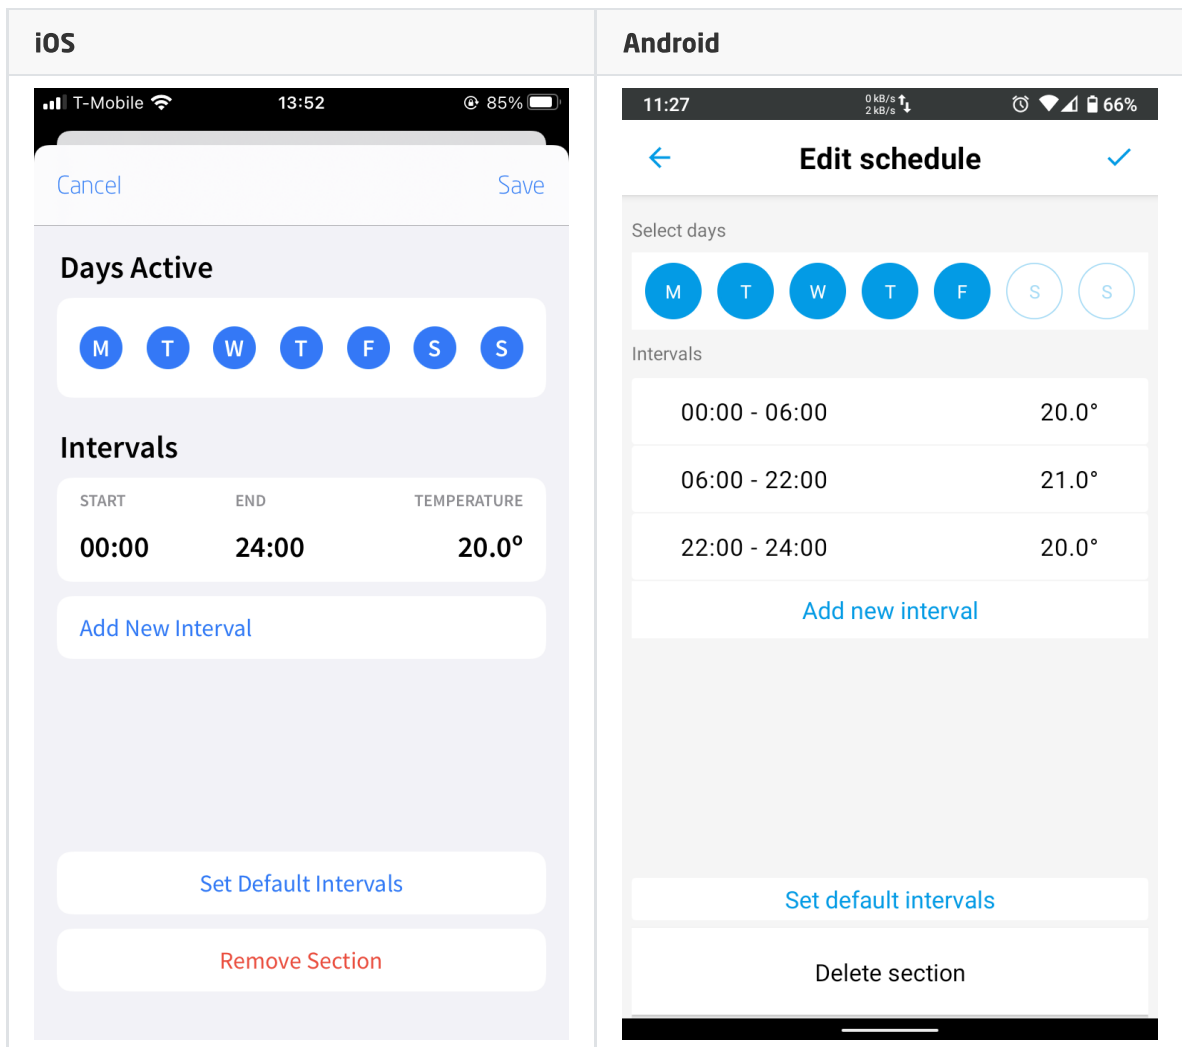 iOS
T-Mobile 13:52 85%
Cancel Save
Days Active
M T W T F S S
Intervals
START END TEMPERATURE
00:00 24:00 20.0º
Add New Interval
Set Default Intervals
Remove Section
Android
11:27 0 kB/s 66%
2 kB/s
Edit schedule
Select days
M T W T F S S
Intervals
00:00 - 06:00 20.0°
06:00 - 22:00 21.0°
22:00 - 24:00 20.0°
Add new interval
Set default intervals
Delete section